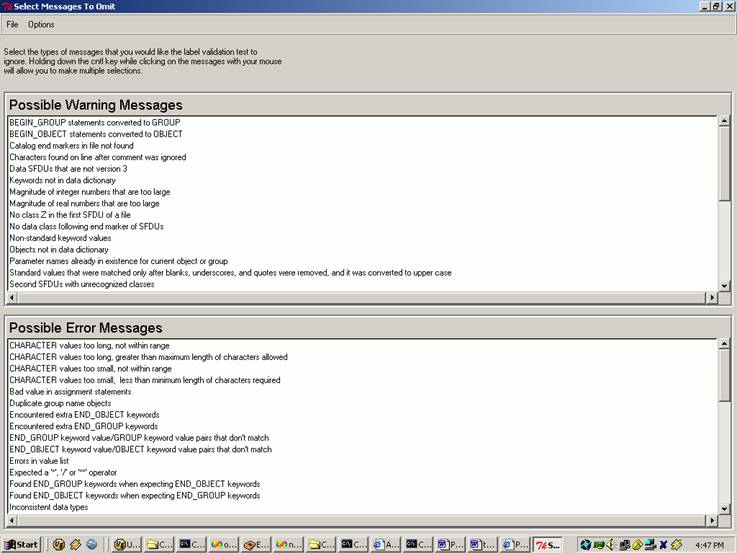 Select Messages To Omit
File Options
Select the types of messages that you would like the label validation test to
ignore. Holding down the cntl key while clicking on the messages with your mouse
will allow you to make multiple selections.
Possible Warning Messages
BEGIN_GROUP statements converted to GROUP
BEGIN_OBJECT statements converted to OBJECT
Catalog end markers in file not found
Characters found on line after comment was ignored
Data SFDUs that are not version 3
Keywords not in data dictionary
Magnitude of integer numbers that are too large
Magnitude of real numbers that are too large
No class Z in the first SFDU of a file
No data class following end marker of SFDUs
Non-standard keyword values
Objects not in data dictionary
Parameter names already in existence for current object or group
Standard values that were matched only after blanks, underscores, and quotes were removed, and it was converted to upper case
Second SFDUs with unrecognized classes
Possible Error Messages
CHARACTER values too long, not within range
CHARACTER values too long, greater than maximum length of characters allowed
CHARACTER values too small, not within range
CHARACTER values too small, less than minimum length of characters required
Bad value in assignment statements
Duplicate group name objects
Encountered extra END_OBJECT keywords
Encountered extra END_GROUP keywords
END_GROUP keyword value/GROUP keyword value pairs that don't match
END_OBJECT keyword value/OBJECT keyword value pairs that don't match
Errors in value list
Expected a '*', '/' or '**' operator
Found END_GROUP keywords when expecting END_OBJECT keywords
Found END_OBJECT keywords when expecting END_GROUP keywords
Inconsistent data types
Start U... C... C... o... E... n... C... C... A... C... P... t... P... S... 4:47 PM